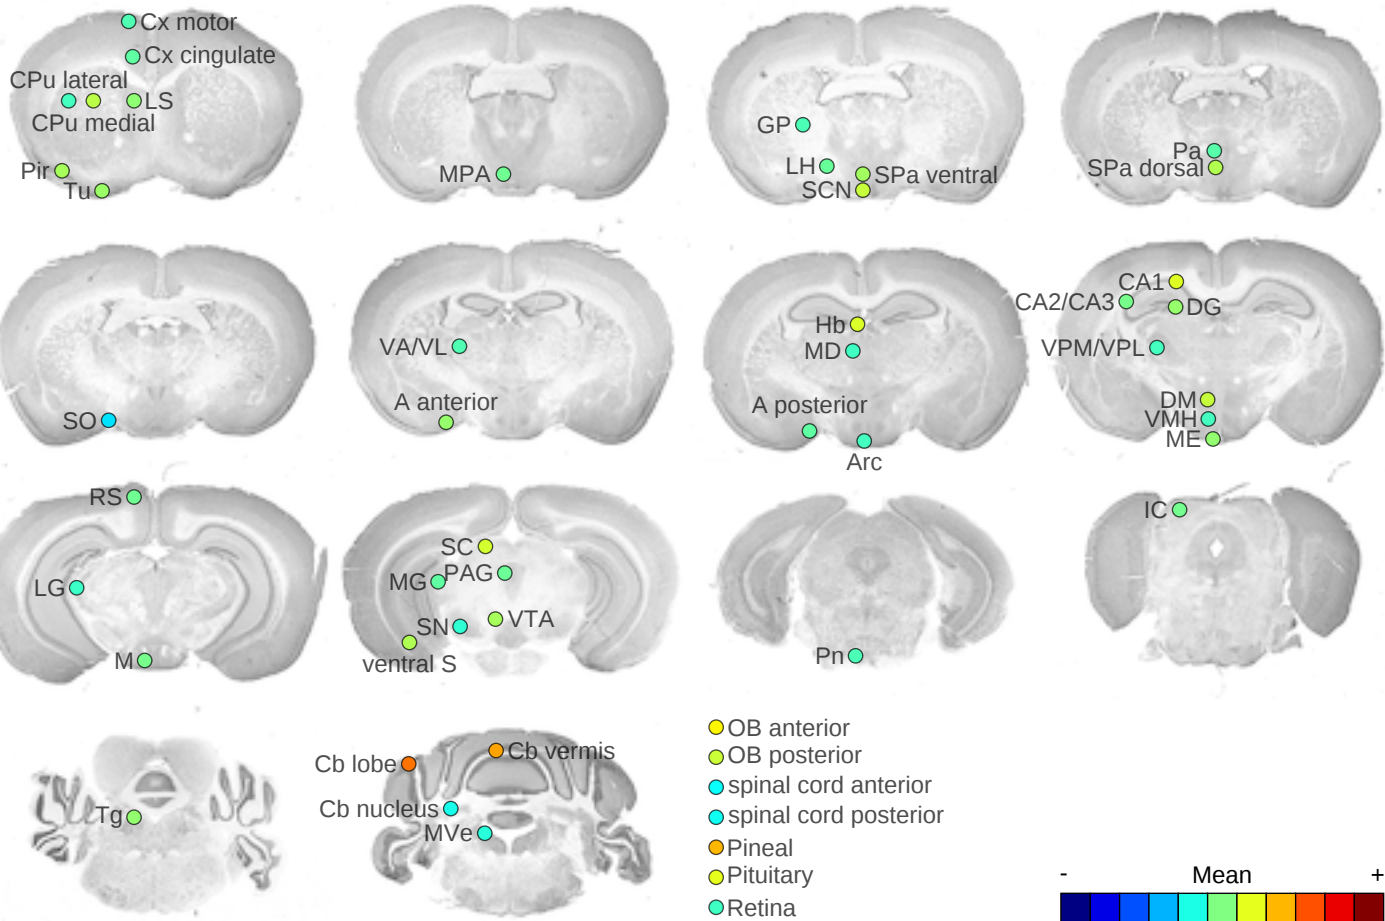 Cx motor
Cx cingulate
CPu lateral
LS
CPu medial
Pir
Tu
MPA
GP
LH
SPa ventral
SCN
Pa
SPa dorsal
SO
VA/VL
A anterior
Hb
MD
A posterior
Arc
CA1
CA2/CA3
DG
VPM/VPL
DM
VMH
ME
RS
LG
M
SC
MG
PAG
SN
VTA
ventral S
Pn
IC
Tg
Cb lobe
Cb vermis
Cb nucleus
MVe
OB anterior
OB posterior
spinal cord anterior
spinal cord posterior
Pineal
Pituitary
Retina
- Mean +